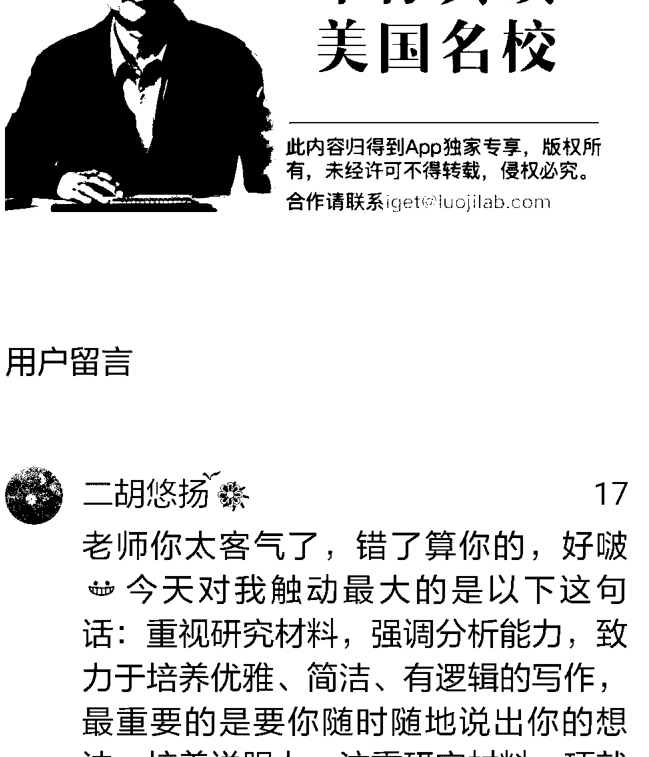 美国名校
此内容归得到App独家专享，版权所
有，未经许可不得转载，侵权必究。
合作请联系iget@luojilab.com
用户留言
二胡悠扬 17
老师你太客气了，错了算你的，好啵
今天对我触动最大的是以下这句
话：重视研究材料，强调分析能力，致
力于培养优雅、简洁、有逻辑的写作，
最重要的是要你随时随地说出你的想